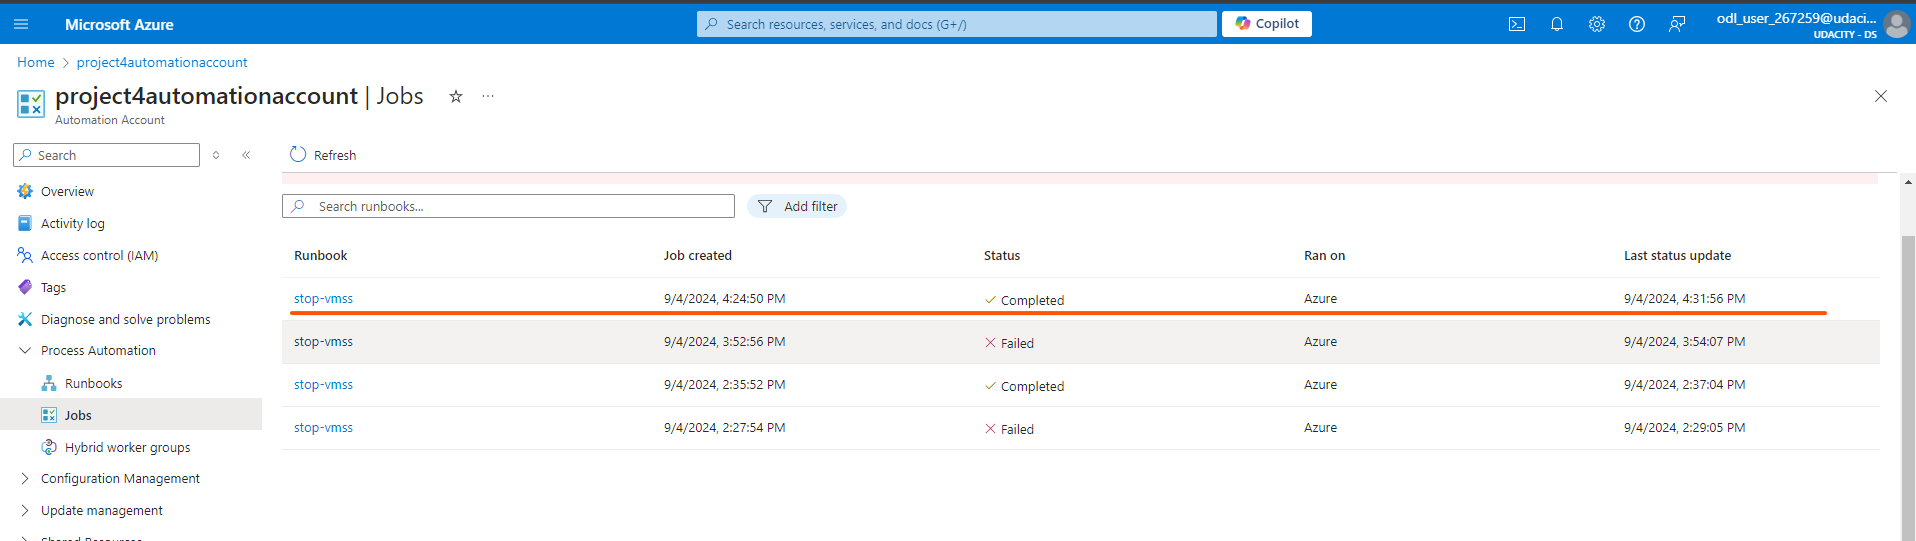 Microsoft Azure
Search resources, services, and docs (G+/)
Copilot
odl_user_267259@udaci...
UDACITY - DS
Home > project4automationaccount
project4automationaccount | Jobs
Automation Account
Search
Refresh
Overview
Activity log
Access control (IAM)
Tags
Diagnose and solve problems
Process Automation
Runbooks
Jobs
Hybrid worker groups
Configuration Management
Update management
Shared Resources
Search runbooks...
Add filter
Runbook Job created Status Ran on Last status update
stop-vmss 9/4/2024, 4:24:50 PM Completed Azure 9/4/2024, 4:31:56 PM
stop-vmss 9/4/2024, 3:52:56 PM Failed Azure 9/4/2024, 3:54:07 PM
stop-vmss 9/4/2024, 2:35:52 PM Completed Azure 9/4/2024, 2:37:04 PM
stop-vmss 9/4/2024, 2:27:54 PM Failed Azure 9/4/2024, 2:29:05 PM